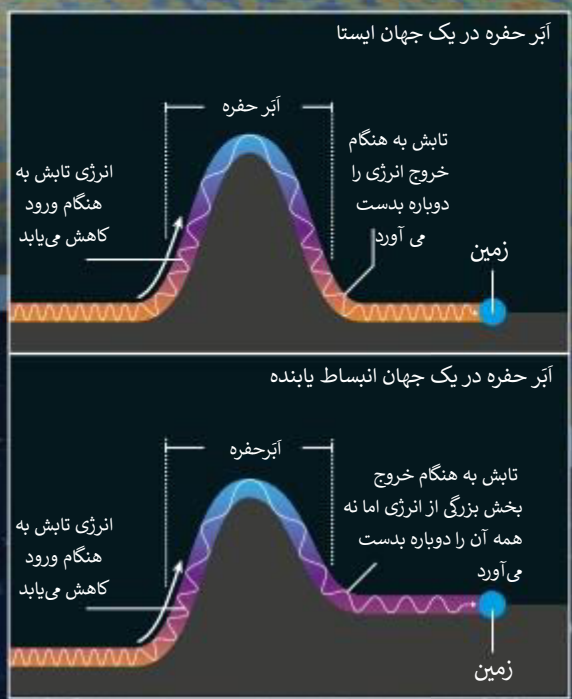 اَبَر حفره در یک جهان ایستا
اَبَر حفره
تابش به هنگام
خروج انرژی را
دوباره بدست
می آورد
انرژی تابش به
هنگام ورود
کاهش می‌یابد
زمین
اَبَر حفره در یک جهان انبساط یابنده
اَبَرحفره
تابش به هنگام خروج
بخش بزرگی از انرژی اما نه
همه آن را دوباره بدست
می‌آورد
انرژی تابش به
هنگام ورود
کاهش می‌یابد
زمین